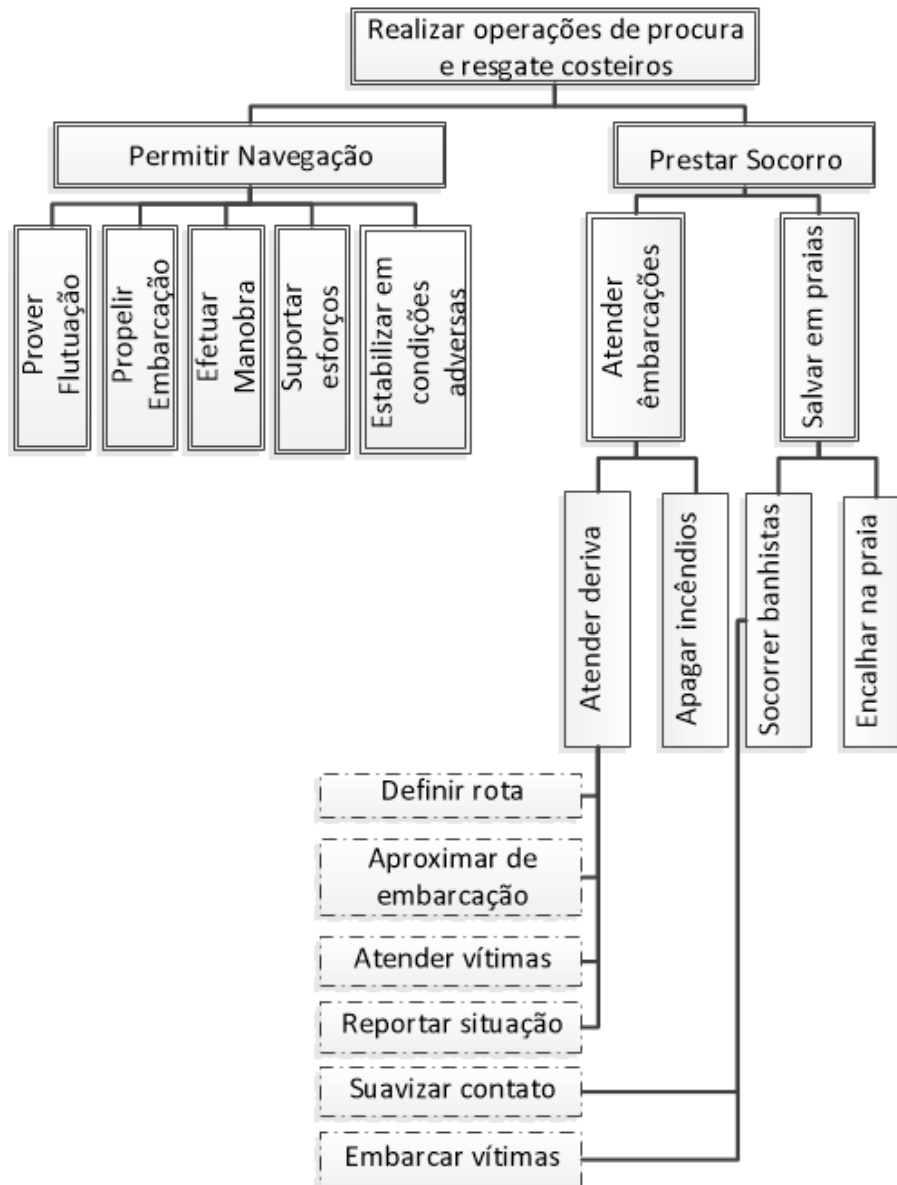 Realizar operações de procura
e resgate costeiros
Permitir Navegação
Prestar Socorro
Prover
Flutuação
Propelir
Embarcação
Efetuar
Manobra
Suportar
esforços
Estabilizar em
condições
adversas
Atender
êmbarcações
Salvar em praias
Atender deriva
Apagar incêndios
Socorrer banhistas
Encalhar na praia
Definir rota
Aproximar de
embarcação
Atender vítimas
Reportar situação
Suavizar contato
Embarcar vítimas